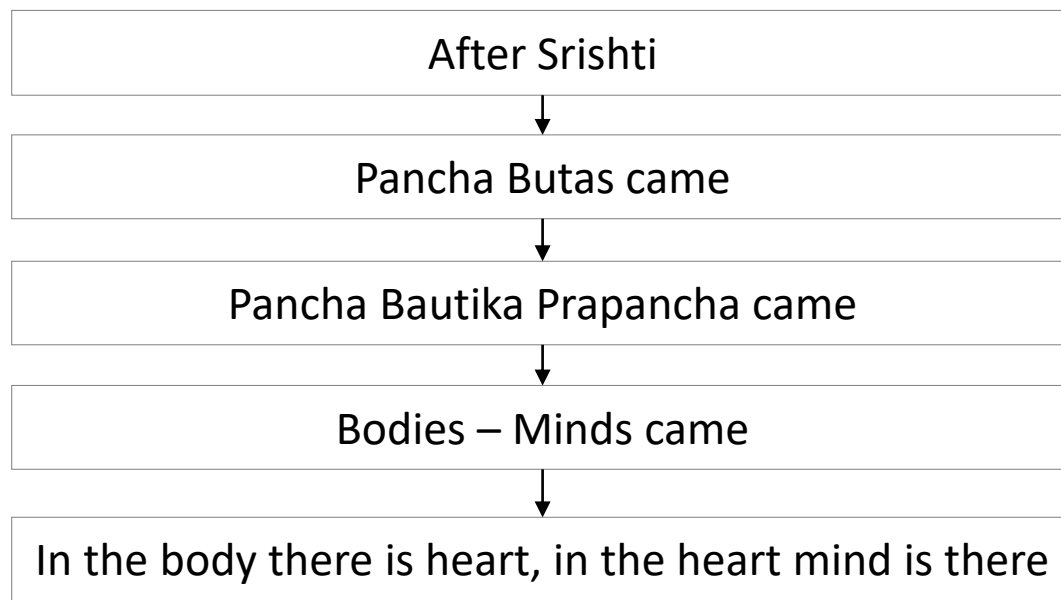 After Srishti
Pancha Butas came
Pancha Bautika Prapancha came
Bodies – Minds came
In the body there is heart, in the heart mind is there